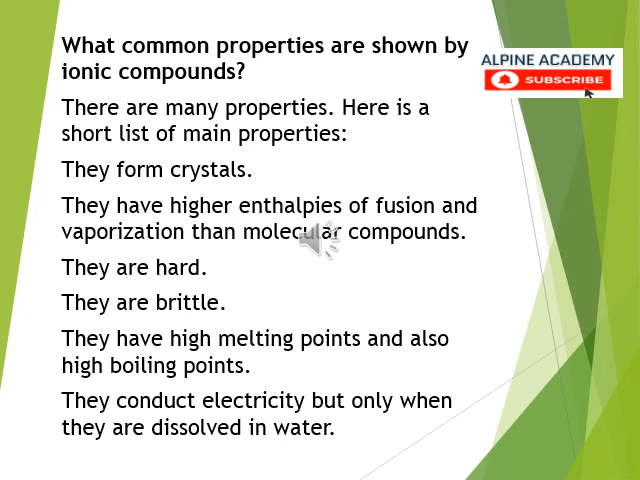 What common properties are shown by
ionic compounds?
ALPINE ACADEMY
SUBSCRIBE
There are many properties. Here is a
short list of main properties:
They form crystals.
They have higher enthalpies of fusion and
vaporization than molecular compounds.
They are hard.
They are brittle.
They have high melting points and also
high boiling points.
They conduct electricity but only when
they are dissolved in water.